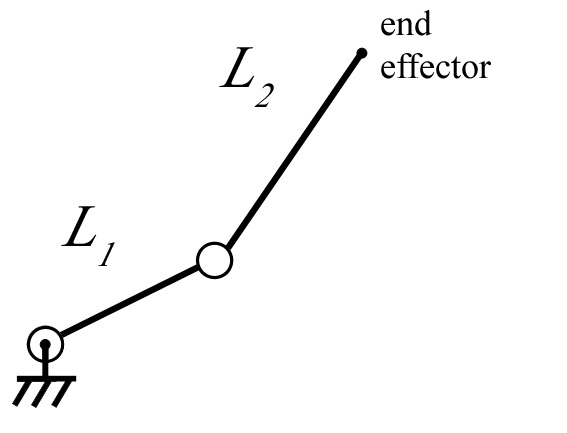 end
effector
L2
L1